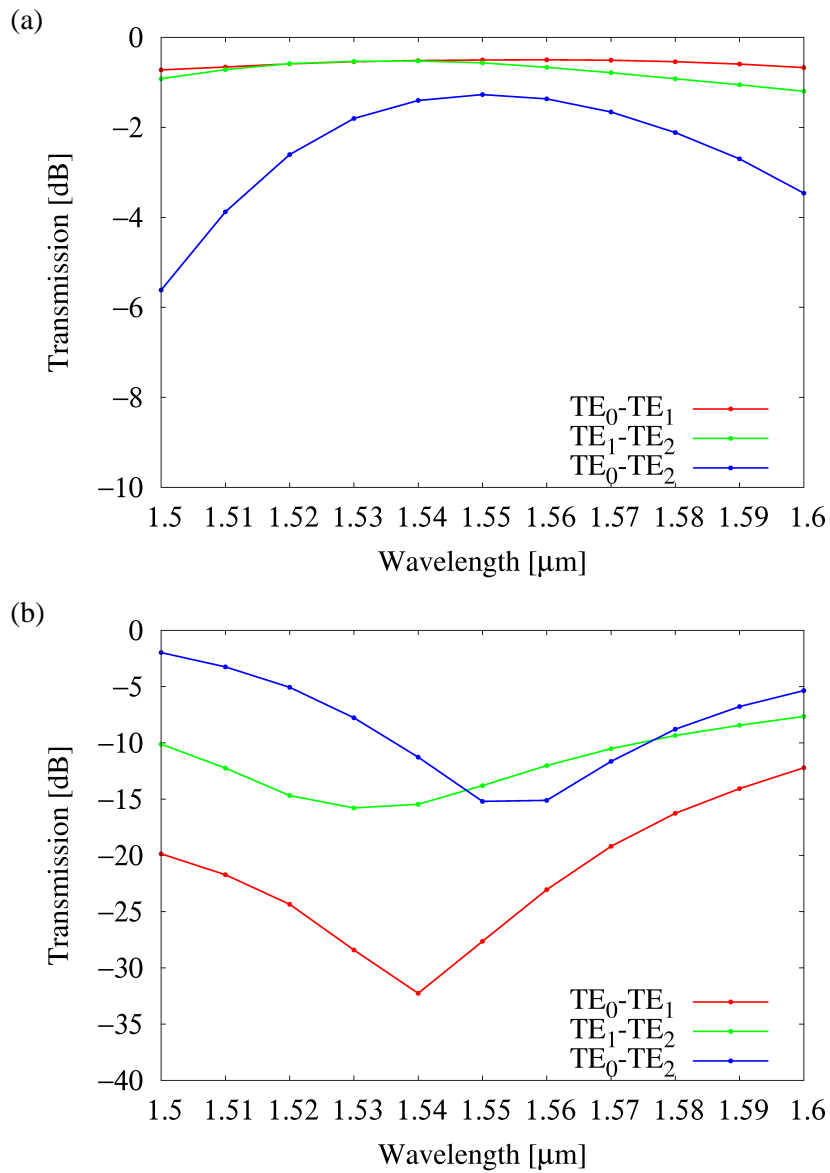 (a)
0
−2
−4
−6
−8
−10
Transmission [dB]
TE0-TE1
TE1-TE2
TE0-TE2
1.5 1.51 1.52 1.53 1.54 1.55 1.56 1.57 1.58 1.59 1.6
Wavelength [μm]
(b)
0
−5
−10
−15
−20
−25
−30
−35
−40
Transmission [dB]
TE0-TE1
TE1-TE2
TE0-TE2
1.5 1.51 1.52 1.53 1.54 1.55 1.56 1.57 1.58 1.59 1.6
Wavelength [μm]